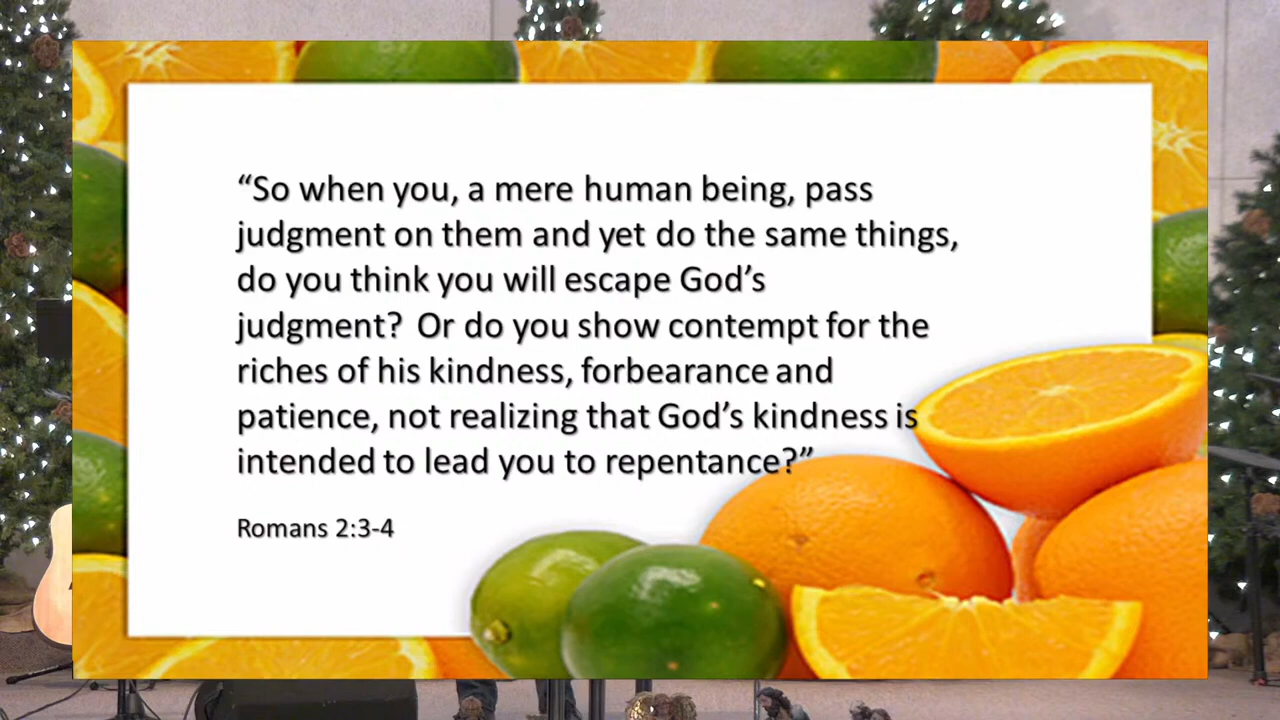 “So when you, a mere human being, pass
judgment on them and yet do the same things,
do you think you will escape God’s
judgment?  Or do you show contempt for the
riches of his kindness, forbearance and
patience, not realizing that God’s kindness is
intended to lead you to repentance?”
Romans 2:3-4